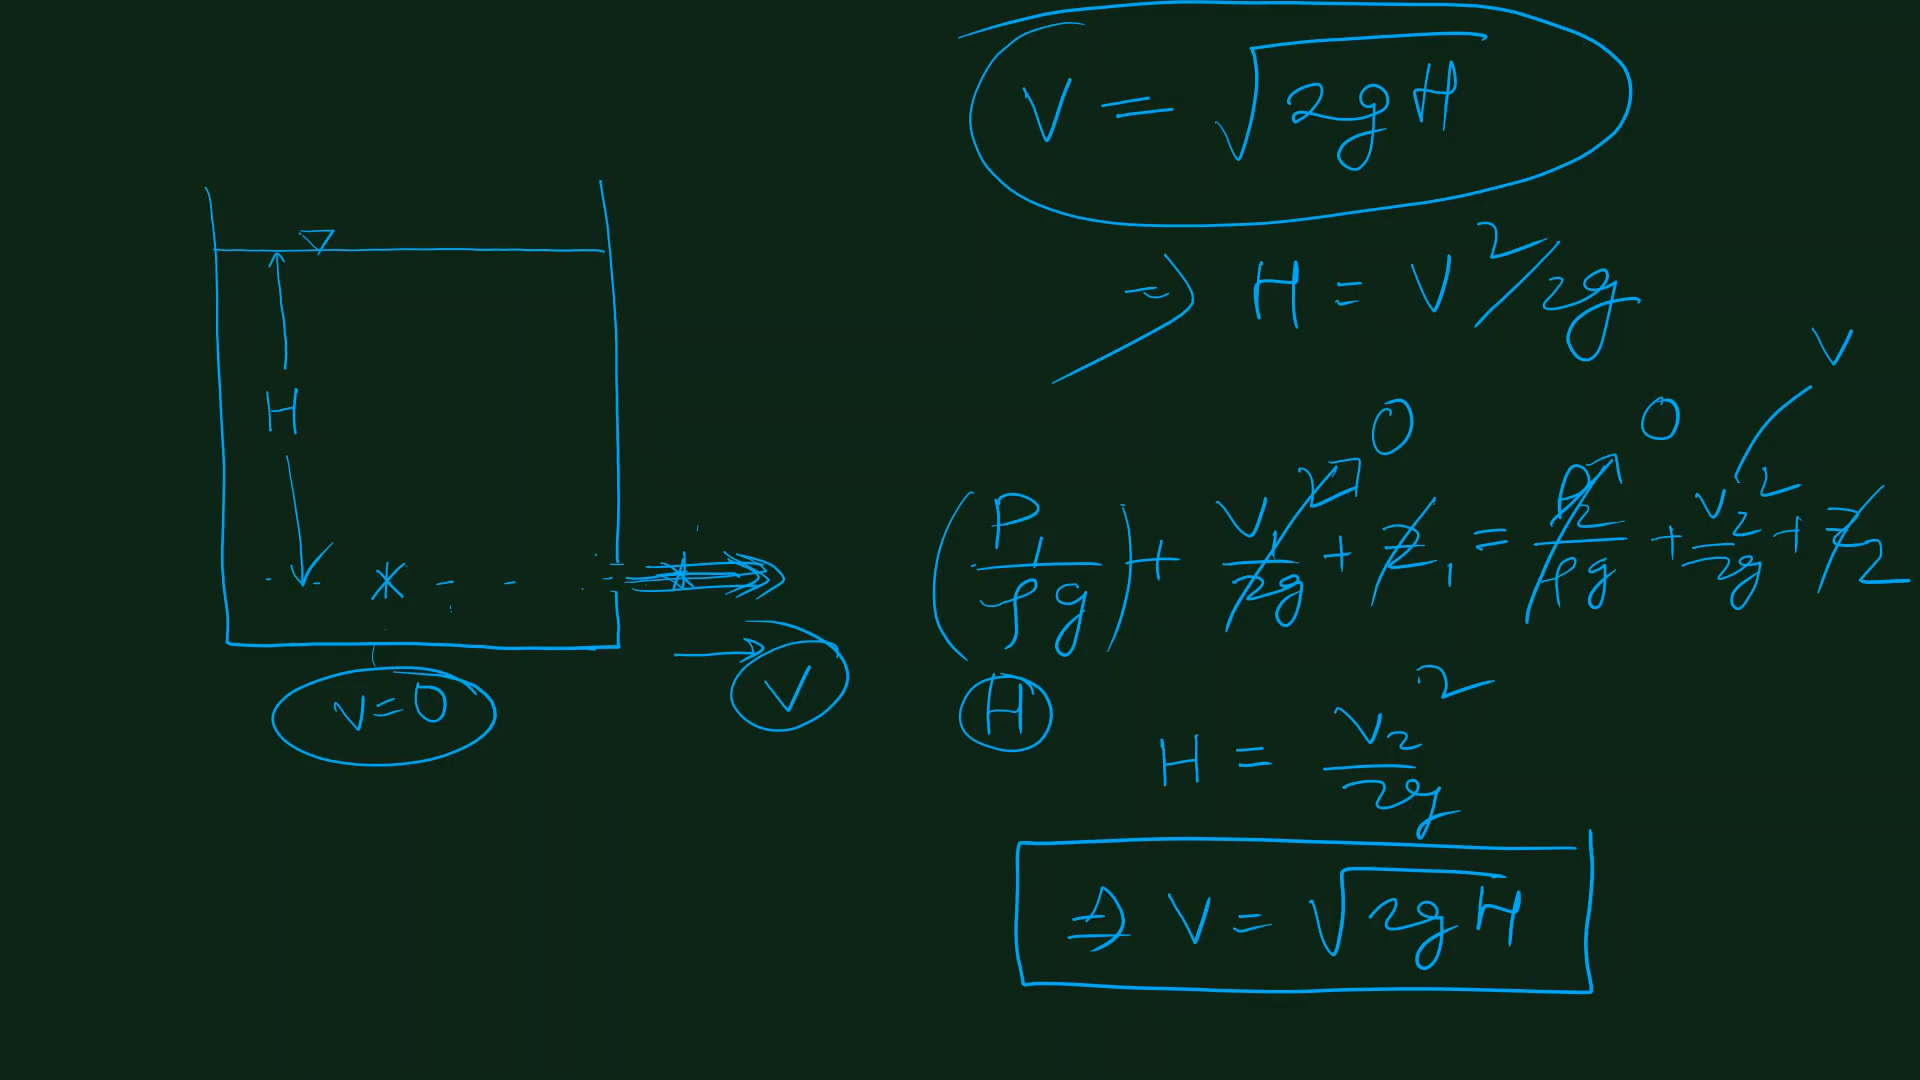 V = √2gH
⇒ H = V²/2g
V
0
0
(P₁/ρg) + V₁²/2g + Z₁ = P₂/ρg + V₂²/2g + Z₂
H
H
V=0
V
H = V₂²/2g
⇒ V = √2gH